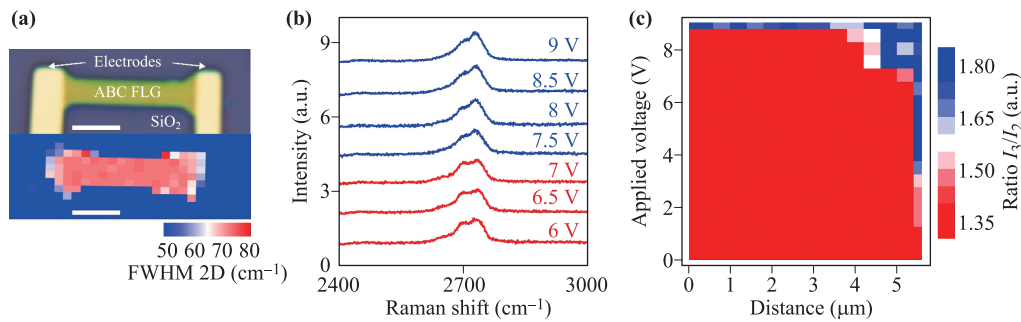 (a)
Electrodes
ABC FLG
SiO2
50 60 70 80
FWHM 2D (cm−1)
(b)
9
6
3
0
Intensity (a.u.)
9 V
8.5 V
8 V
7.5 V
7 V
6.5 V
6 V
2400 2700 3000
Raman shift (cm−1)
(c)
8
6
4
2
0
Applied voltage (V)
0 1 2 3 4 5
Distance (μm)
1.80
1.65
1.50
1.35
Ratio I3/I2 (a.u.)